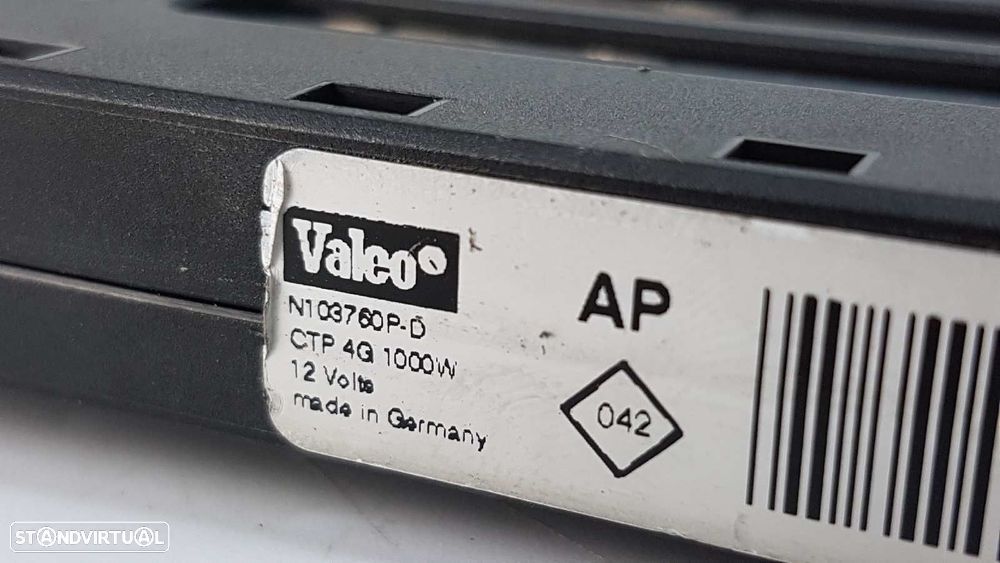 Valeo
N103760P-D
CTP 4G 1000W
12 Volts
made in Germany
AP
042
STANDVIRTUAL